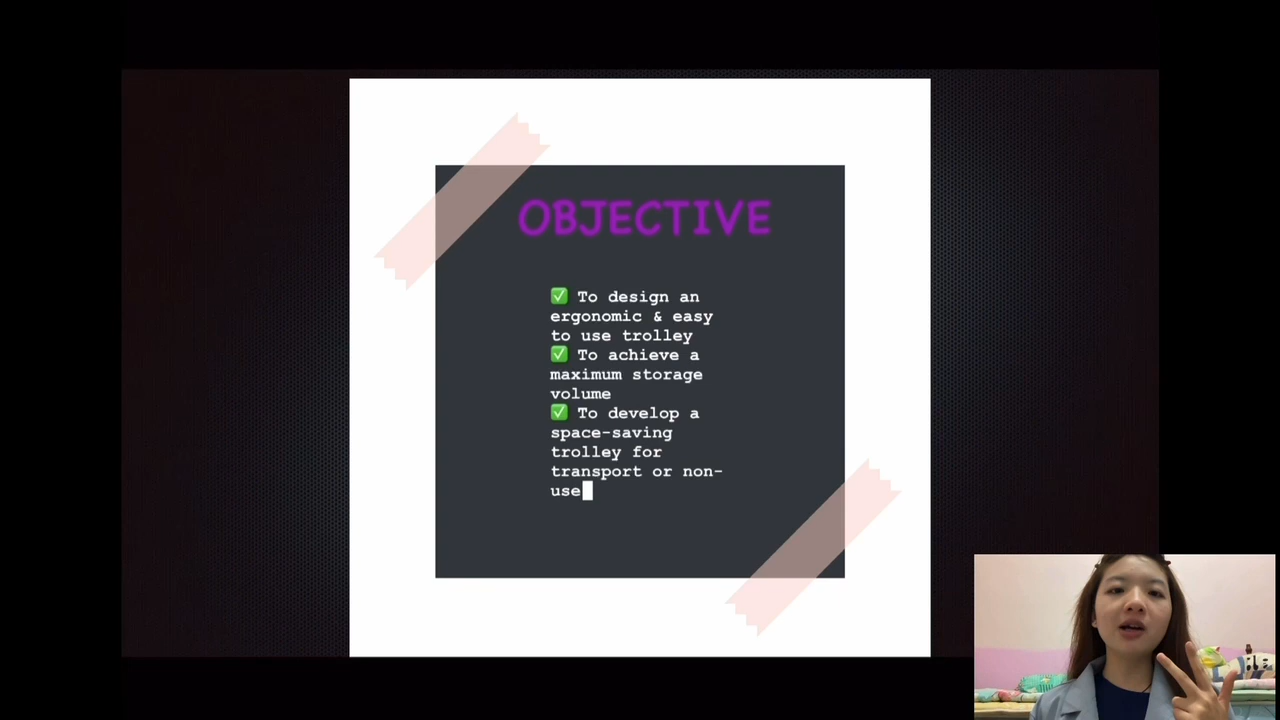 OBJECTIVE
✅ To design an
ergonomic & easy
to use trolley
✅ To achieve a
maximum storage
volume
✅ To develop a
space-saving
trolley for
transport or non-
use